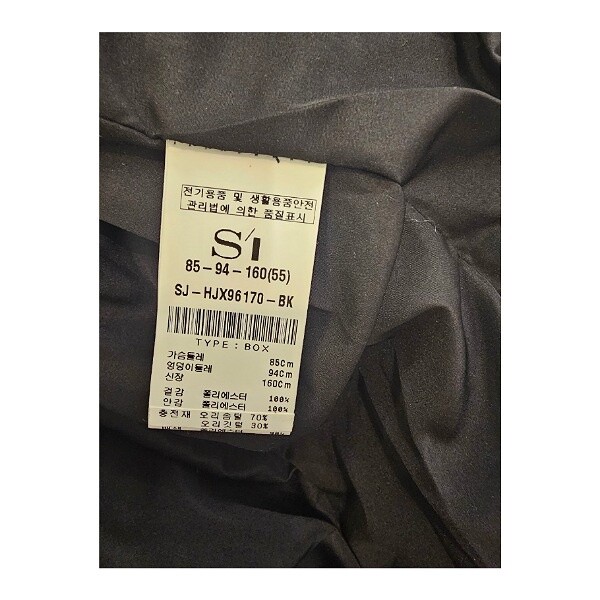 전기용품 및 생활용품안전
관리법에 의한 품질표시
S/I
85-94-160(55)
SJ-HJX96170-BK
TYPE : BOX
가슴둘레 85Cm
엉덩이둘레 94Cm
신장 160Cm
겉감 폴리에스터 100%
안감 폴리에스터 100%
충전재 오리솜털 70%
오리깃털 30%